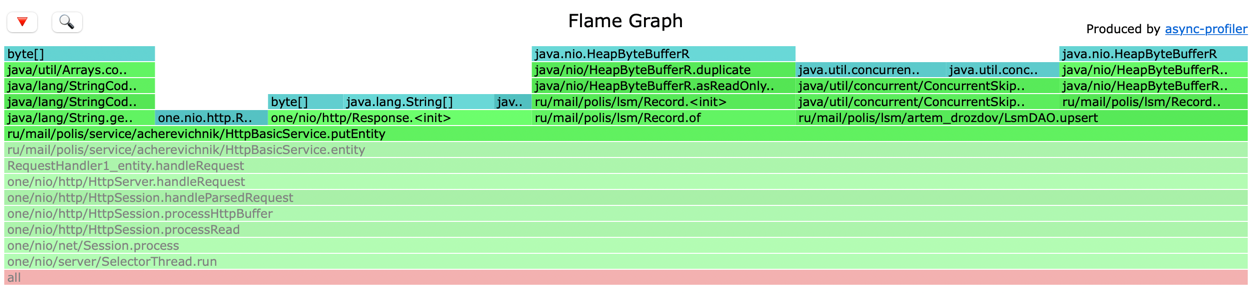 Flame Graph
Produced by async-profiler
byte[] java.nio.HeapByteBufferR java.nio.HeapByteBufferR
java/util/Arrays.co.. java/nio/HeapByteBufferR.duplicate java.util.concurren.. java.util.conc.. java/nio/HeapByteBufferR..
java/lang/StringCod.. java/nio/HeapByteBufferR.asReadOnly.. java/util/concurrent/ConcurrentSkip.. java/nio/HeapByteBufferR..
java/lang/StringCod.. byte[] java.lang.String[] jav.. ru/mail/polis/lsm/Record.<init> java/util/concurrent/ConcurrentSkip.. ru/mail/polis/lsm/Record..
java/lang/String.ge.. one.nio.http.R.. one/nio/http/Response.<init> ru/mail/polis/lsm/Record.of ru/mail/polis/lsm/artem_drozdov/LsmDAO.upsert
ru/mail/polis/service/acherevichnik/HttpBasicService.putEntity
ru/mail/polis/service/acherevichnik/HttpBasicService.entity
RequestHandler1_entity.handleRequest
one/nio/http/HttpServer.handleRequest
one/nio/http/HttpSession.handleParsedRequest
one/nio/http/HttpSession.processHttpBuffer
one/nio/http/HttpSession.processRead
one/nio/net/Session.process
one/nio/server/SelectorThread.run
all